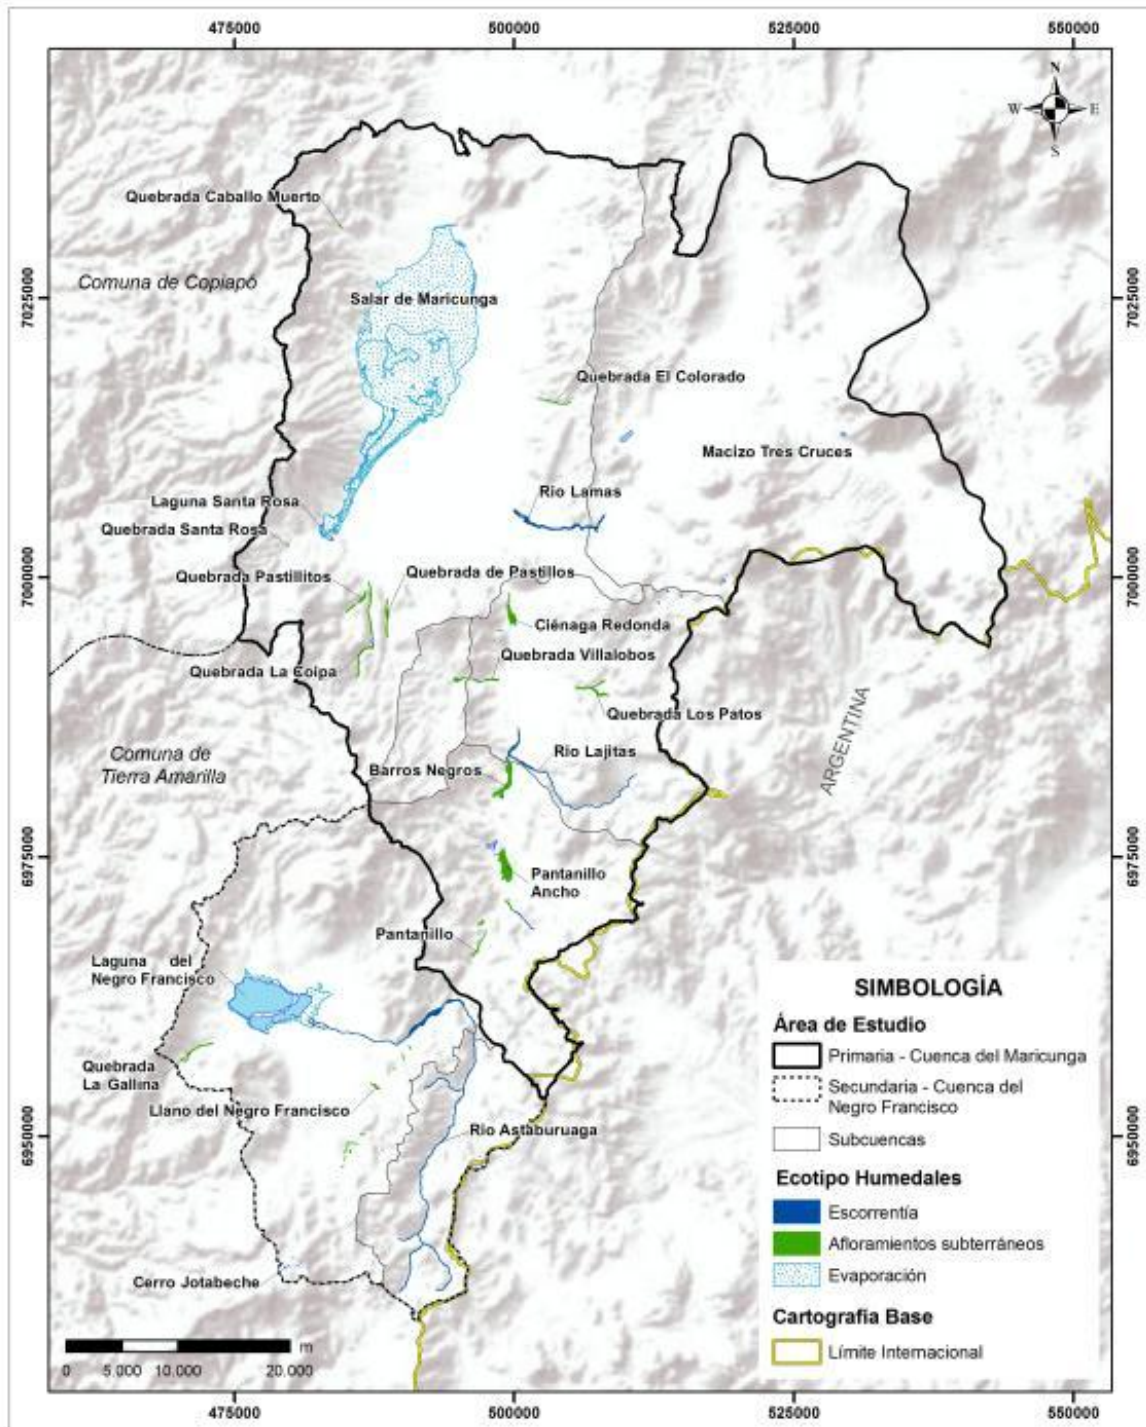 475000 500000 525000 550000
N
W E
S
Quebrada Caballo Muerto
Comuna de Copiapó
7025000
7025000
Salar de Maricunga
Quebrada El Colorado
Macizo Tres Cruces
Rio Lamas
Laguna Santa Rosa
Quebrada Santa Rosa
7000000
7000000
Quebrada Pastillitos
Quebrada de Pastillos
Ciénaga Redonda
Quebrada Villalobos
Quebrada La Coipa
Quebrada Los Patos
Comuna de
Tierra Amarilla
Rio Lajitas
ARGENTINA
Barros Negros
6975000
6975000
Pantanillo
Ancho
Pantanillo
Laguna del
Negro Francisco
Quebrada
La Gallina
Llano del Negro Francisco
Rio Astaburuaga
6950000
6950000
Cerro Jotabeche
SIMBOLOGÍA
Área de Estudio
Primaria - Cuenca del Maricunga
Secundaria - Cuenca del
Negro Francisco
Subcuencas
Ecotipo Humedales
Escorrentía
Afloramientos subterráneos
Evaporación
Cartografía Base
Límite Internacional
m
0 5.000 10.000 20.000
475000 500000 525000 550000